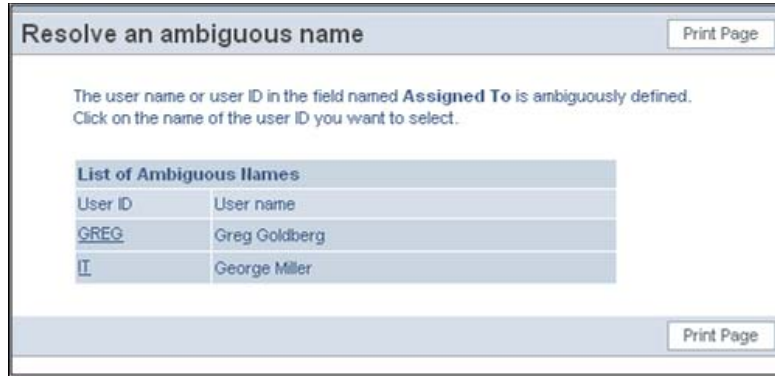 Resolve an ambiguous name
Print Page
The user name or user ID in the field named Assigned To is ambiguously defined.
Click on the name of the user ID you want to select.
List of Ambiguous Names
User ID User name
GREG Greg Goldberg
IT George Miller
Print Page